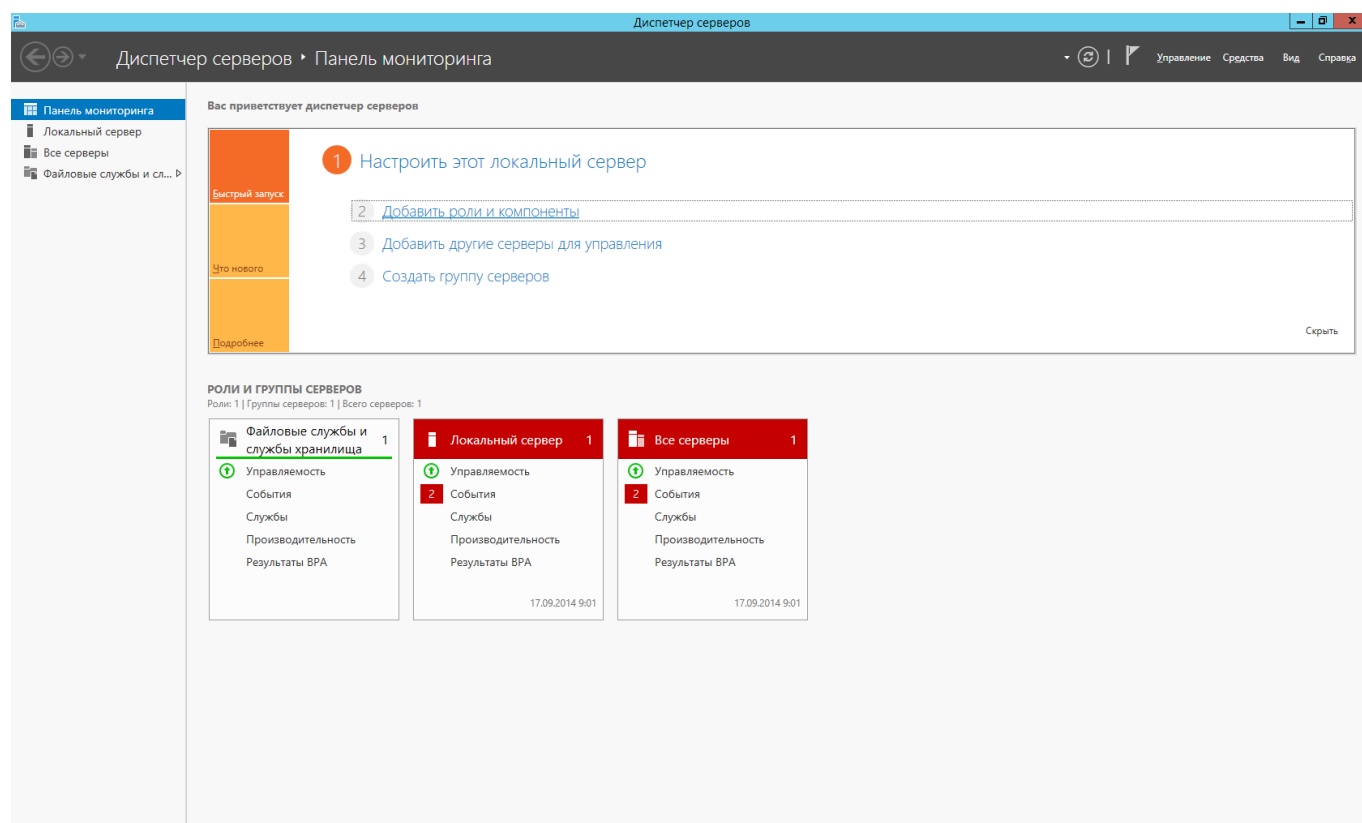 Диспетчер серверов
Диспетчер серверов ‣ Панель мониторинга
Управление Средства Вид Справка
Панель мониторинга
Локальный сервер
Все серверы
Файловые службы и сл...
Вас приветствует диспетчер серверов
Быстрый запуск
Что нового
Подробнее
1 Настроить этот локальный сервер
2 Добавить роли и компоненты
3 Добавить другие серверы для управления
4 Создать группу серверов
Скрыть
РОЛИ И ГРУППЫ СЕРВЕРОВ
Роли: 1 | Группы серверов: 1 | Всего серверов: 1
Файловые службы и
службы хранилища 1
Управляемость
События
Службы
Производительность
Результаты BPA
Локальный сервер 1
Управляемость
2 События
Службы
Производительность
Результаты BPA
17.09.2014 9:01
Все серверы 1
Управляемость
2 События
Службы
Производительность
Результаты BPA
17.09.2014 9:01